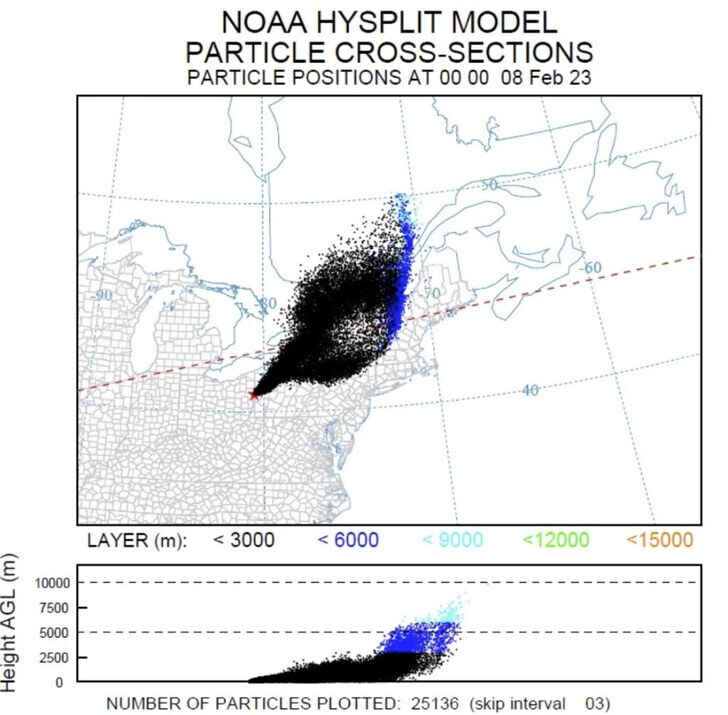 NOAA HYSPLIT MODEL
PARTICLE CROSS-SECTIONS
PARTICLE POSITIONS AT 00 00 08 Feb 23
50
-60
-90
-80
-70
40
LAYER (m): < 3000 < 6000 < 9000 <12000 <15000
Height AGL (m)
10000
7500
5000
2500
0
NUMBER OF PARTICLES PLOTTED: 25136 (skip interval 03)